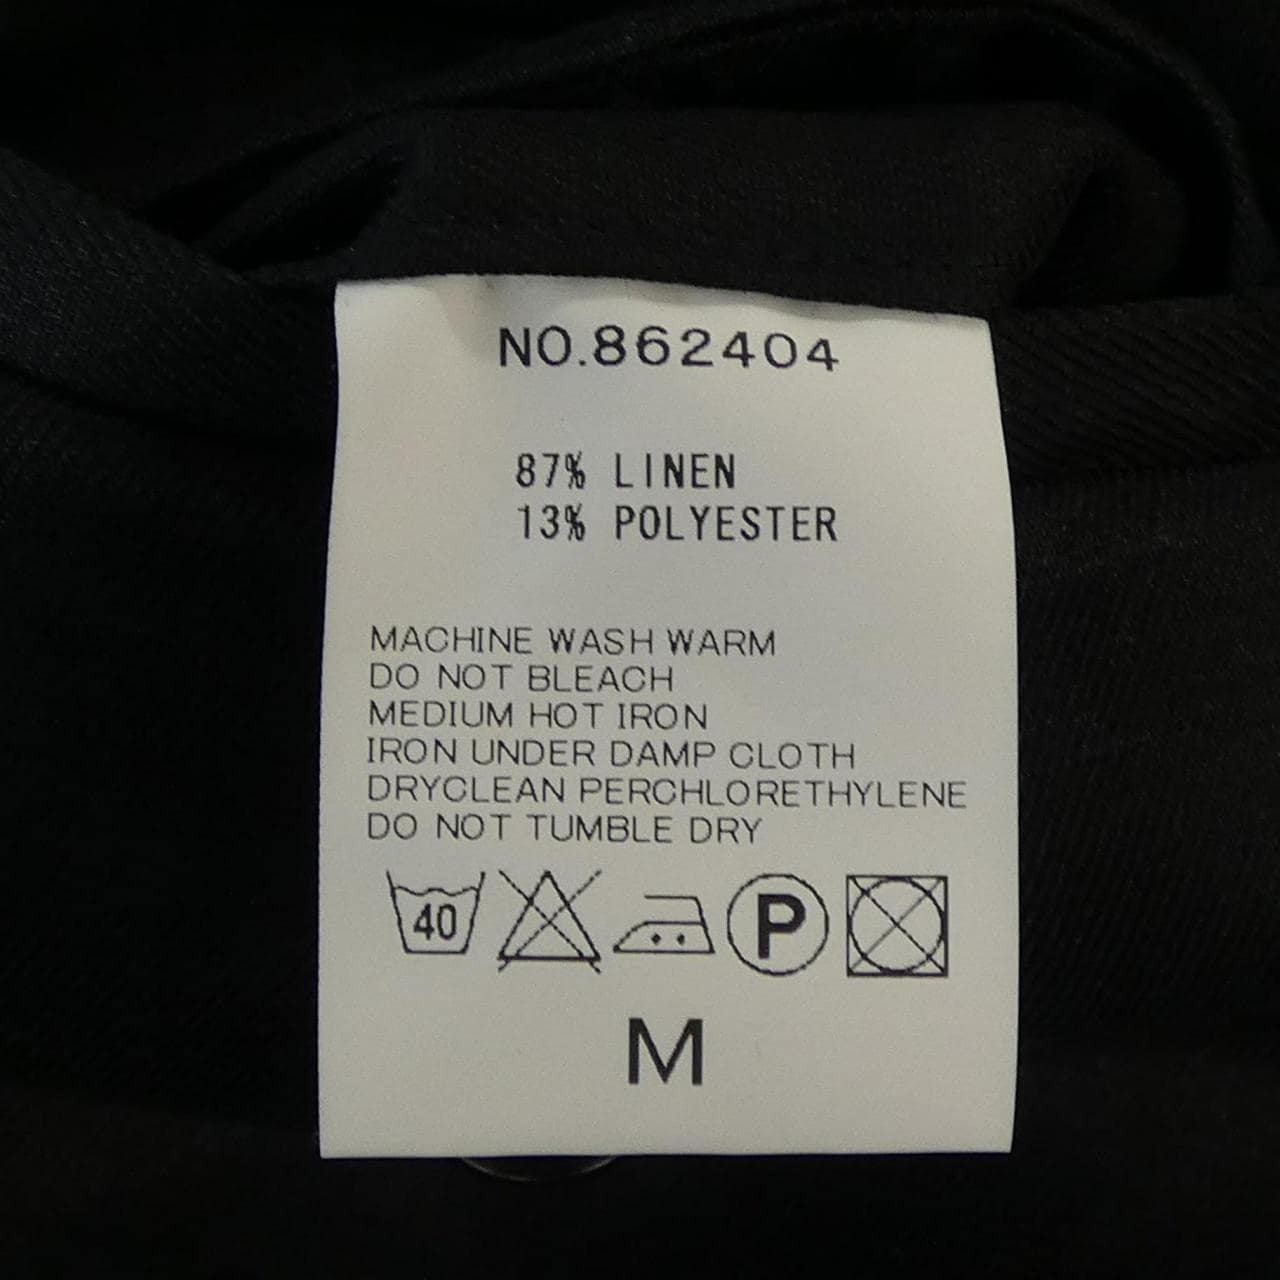 NO.862404
87% LINEN
13% POLYESTER
MACHINE WASH WARM
DO NOT BLEACH
MEDIUM HOT IRON
IRON UNDER DAMP CLOTH
DRYCLEAN PERCHLORETHYLENE
DO NOT TUMBLE DRY
40 P
M